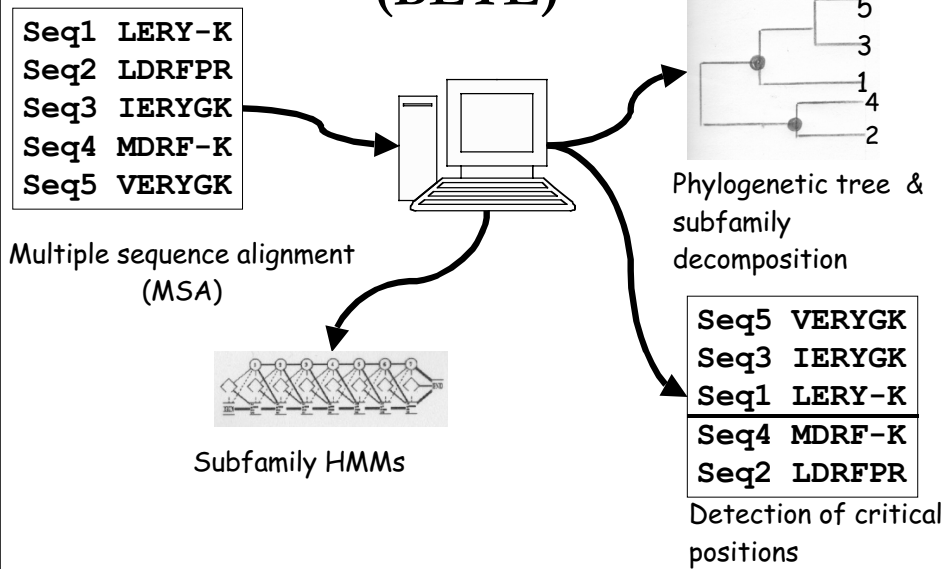 (BETE)
Seq1 LERY-K
Seq2 LDRFPR
Seq3 IERYGK
Seq4 MDRF-K
Seq5 VERYGK
Multiple sequence alignment
(MSA)
5
3
1
4
2
Phylogenetic tree &
subfamily
decomposition
Subfamily HMMs
Seq5 VERYGK
Seq3 IERYGK
Seq1 LERY-K
Seq4 MDRF-K
Seq2 LDRFPR
Detection of critical
positions